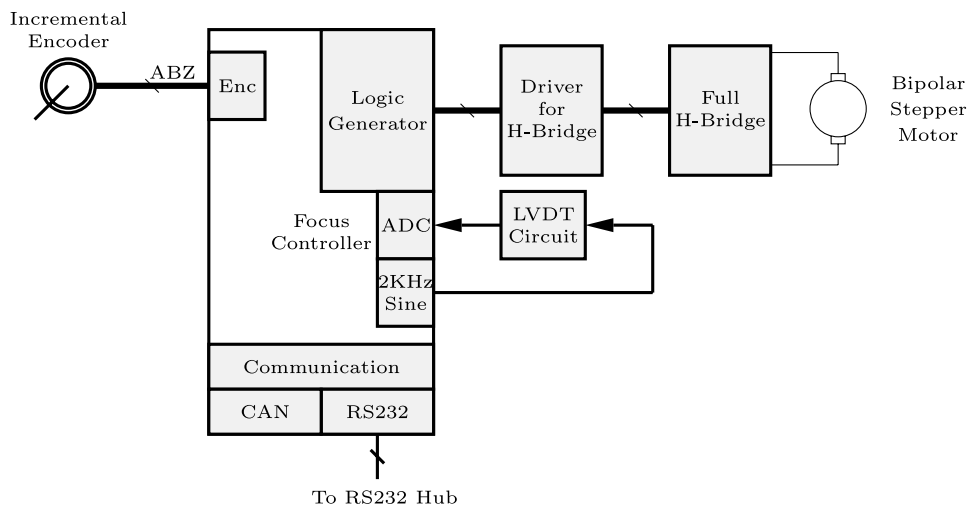 Incremental
Encoder
ABZ
Enc
Logic
Generator
Driver
for
H-Bridge
Full
H-Bridge
Bipolar
Stepper
Motor
Focus
Controller
ADC
LVDT
Circuit
2KHz
Sine
Communication
CAN
RS232
To RS232 Hub